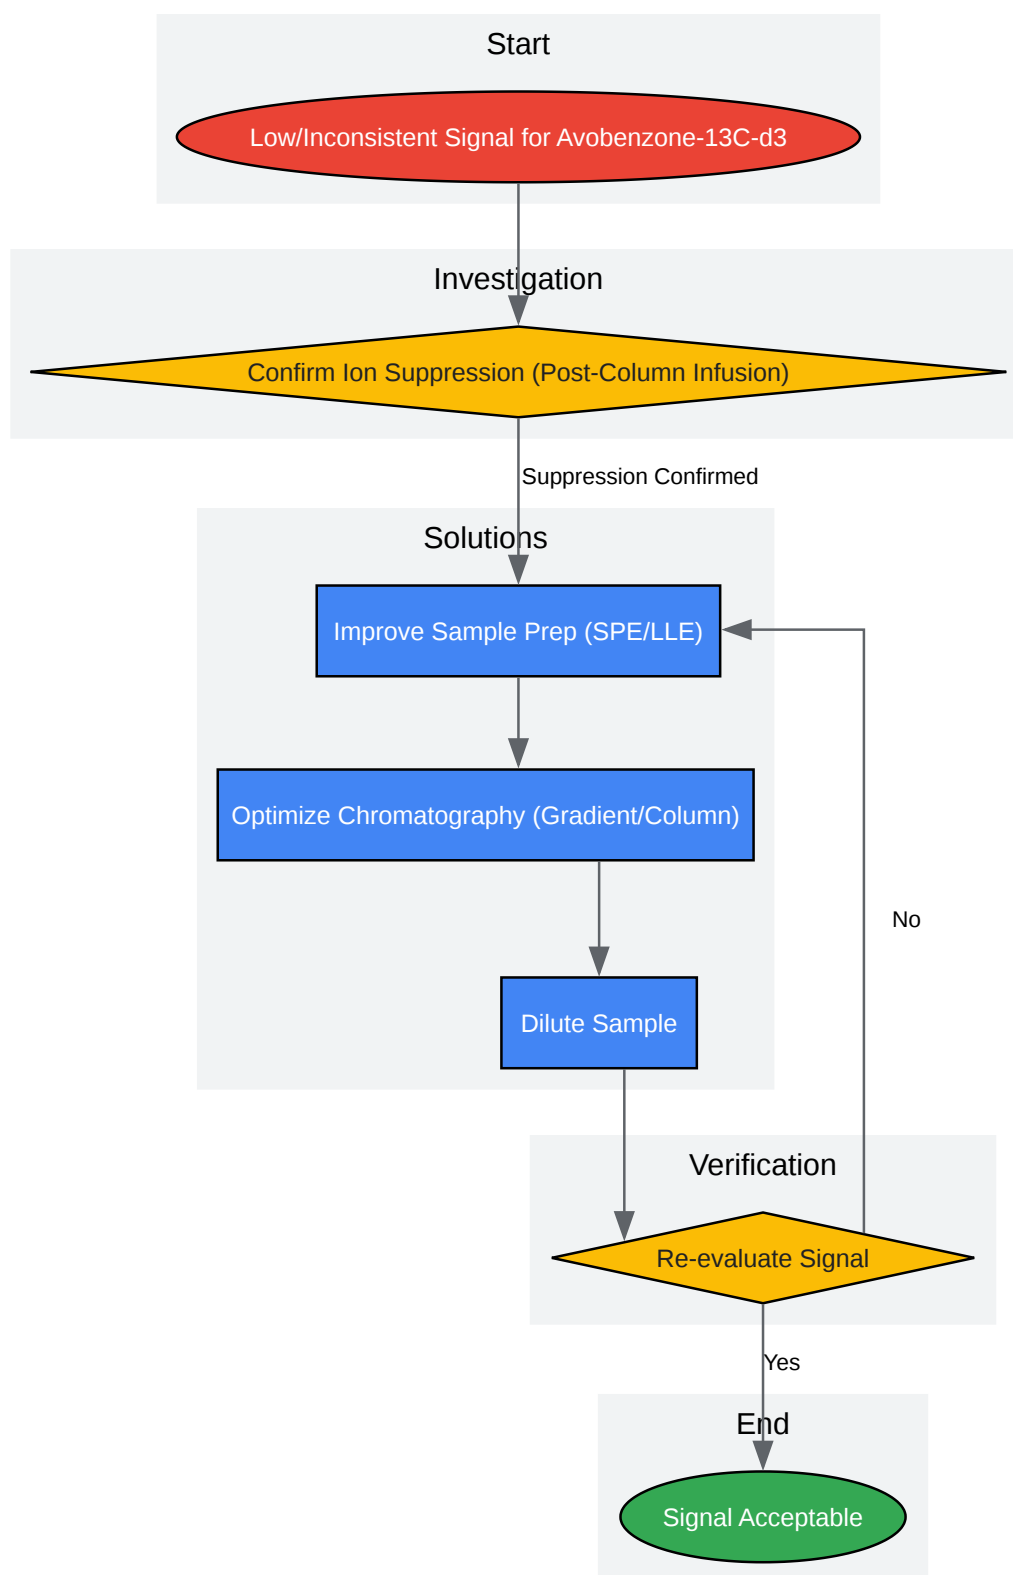 Start
Low/Inconsistent Signal for Avobenzone-13C-d3
Investigation
Confirm Ion Suppression (Post-Column Infusion)
Suppression Confirmed
Solutions
Improve Sample Prep (SPE/LLE)
Optimize Chromatography (Gradient/Column)
No
Dilute Sample
Verification
Re-evaluate Signal
Yes
End
Signal Acceptable